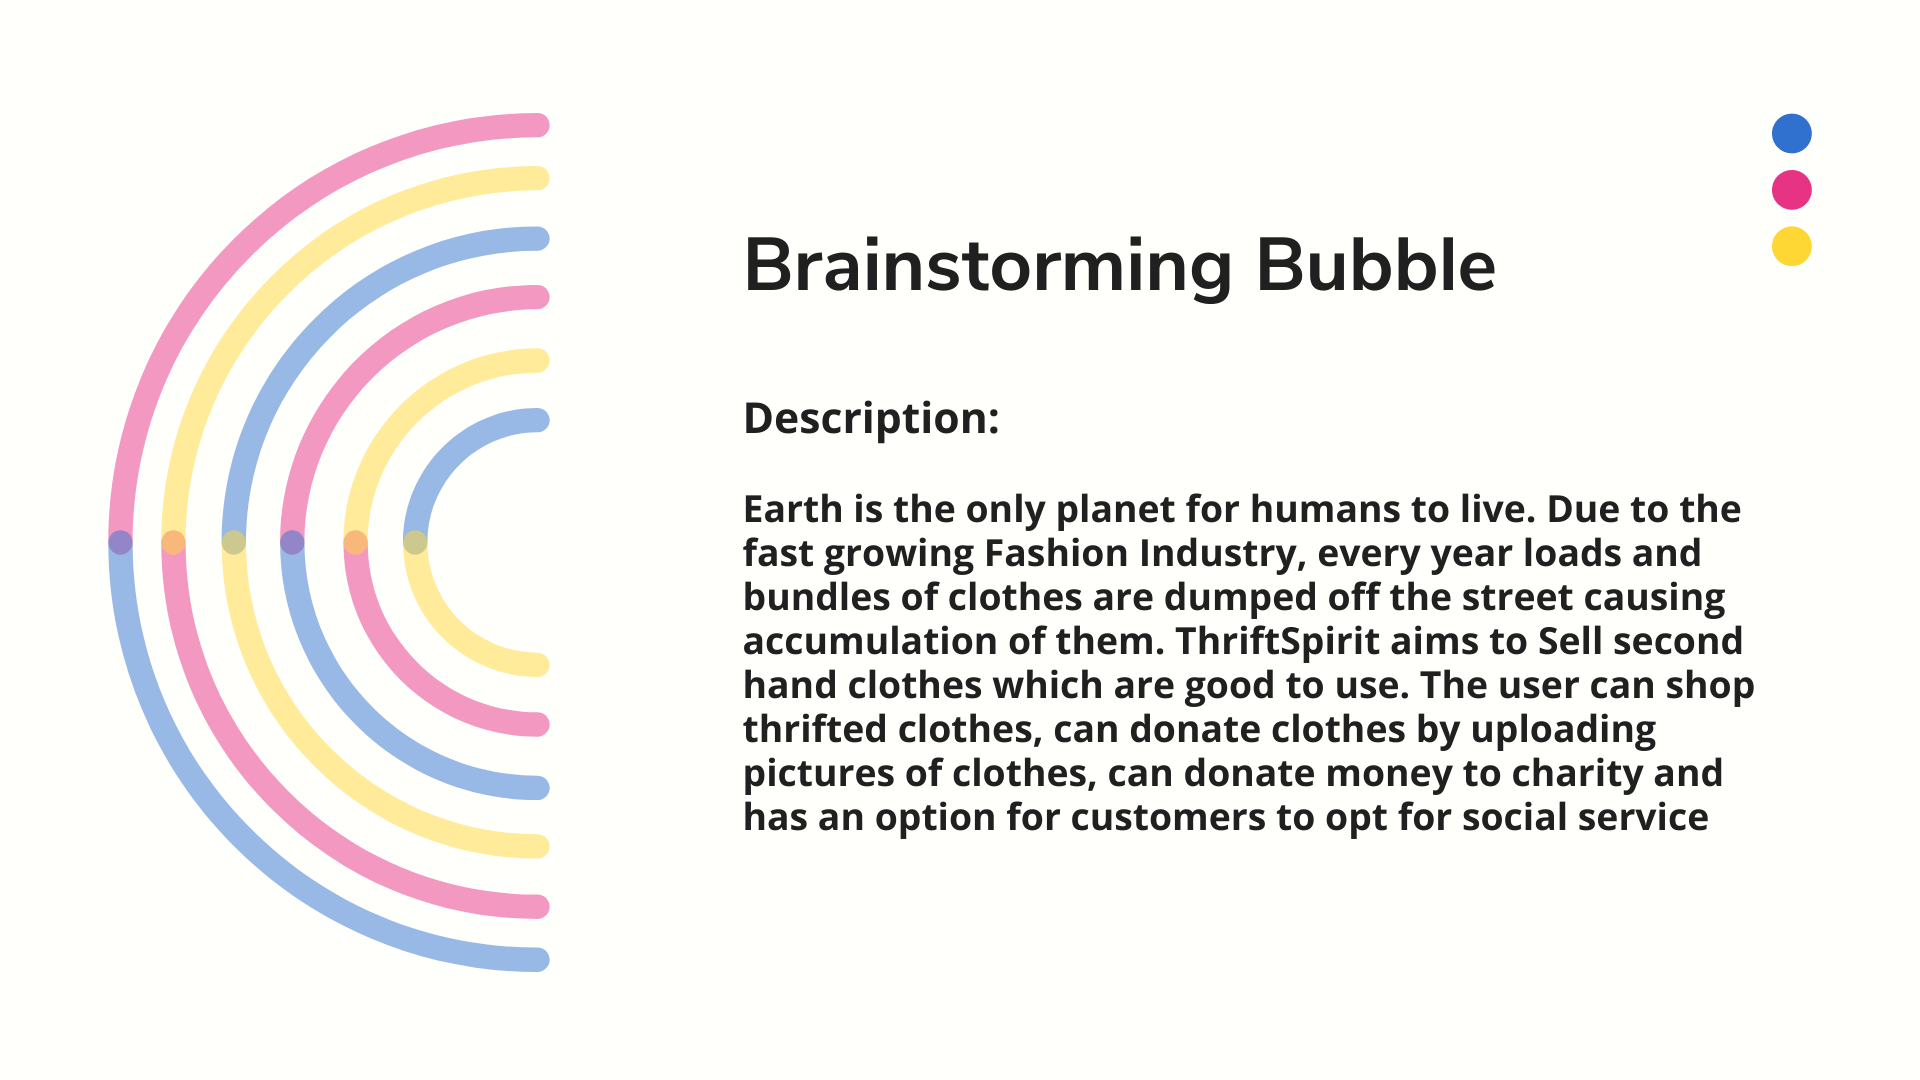 Brainstorming Bubble
Description:
Earth is the only planet for humans to live. Due to the
fast growing Fashion Industry, every year loads and
bundles of clothes are dumped off the street causing
accumulation of them. ThriftSpirit aims to Sell second
hand clothes which are good to use. The user can shop
thrifted clothes, can donate clothes by uploading
pictures of clothes, can donate money to charity and
has an option for customers to opt for social service